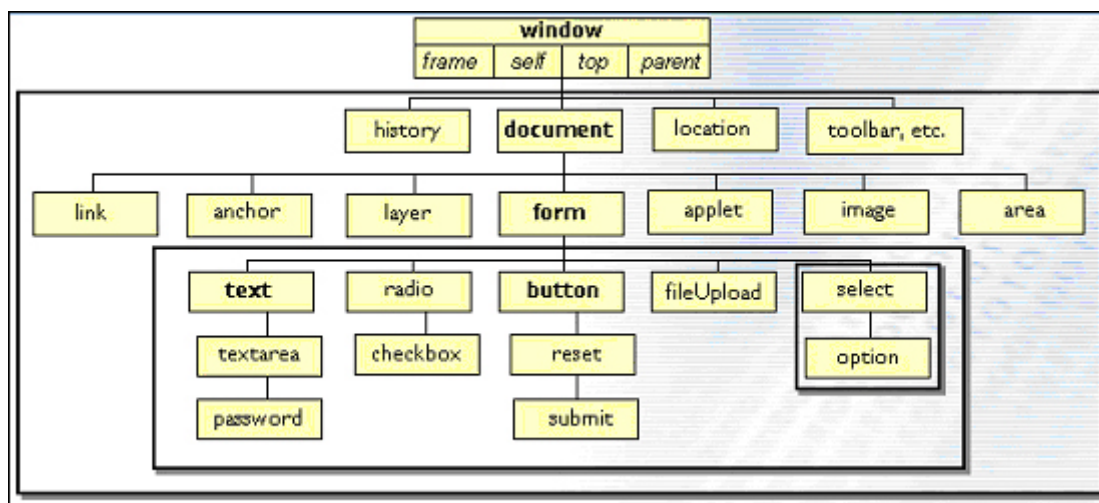 window
frame self top parent
history document location toolbar, etc.
link anchor layer form applet image area
text radio button fileUpload select
textarea checkbox reset option
password submit